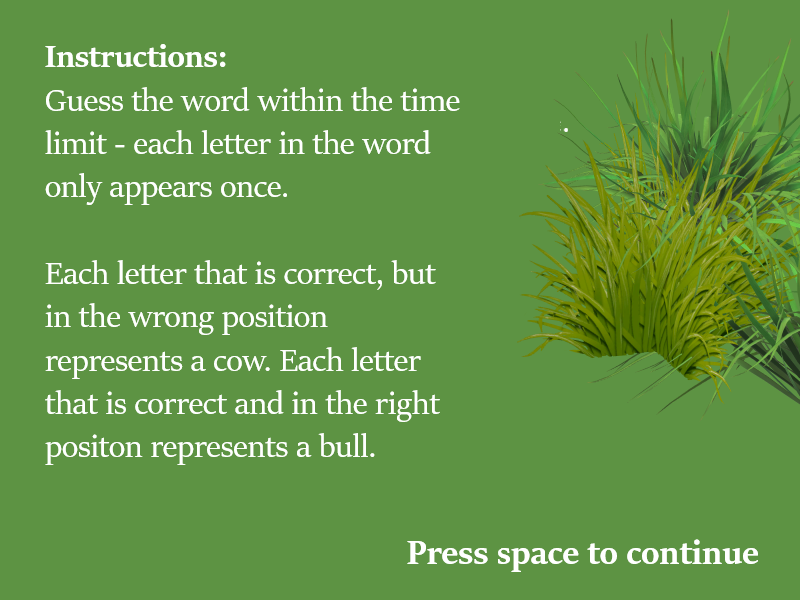 Instructions:
Guess the word within the time
limit - each letter in the word
only appears once.
Each letter that is correct, but
in the wrong position
represents a cow. Each letter
that is correct and in the right
positon represents a bull.
Press space to continue